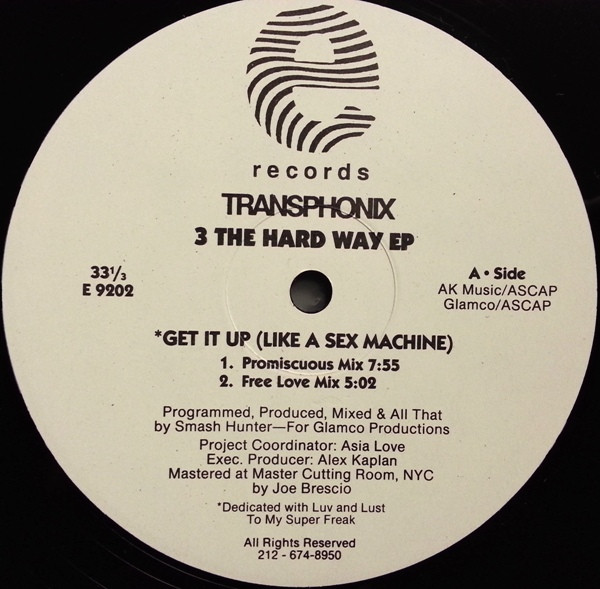 e
records
TRANSPHONIX
3 THE HARD WAY EP
33⅓
E 9202
A • Side
AK Music/ASCAP
Glamco/ASCAP
*GET IT UP (LIKE A SEX MACHINE)
1. Promiscuous Mix 7:55
2. Free Love Mix 5:02
Programmed, Produced, Mixed & All That
by Smash Hunter—For Glamco Productions
Project Coordinator: Asia Love
Exec. Producer: Alex Kaplan
Mastered at Master Cutting Room, NYC
by Joe Brescio
*Dedicated with Luv and Lust
To My Super Freak
All Rights Reserved
212 - 674-8950